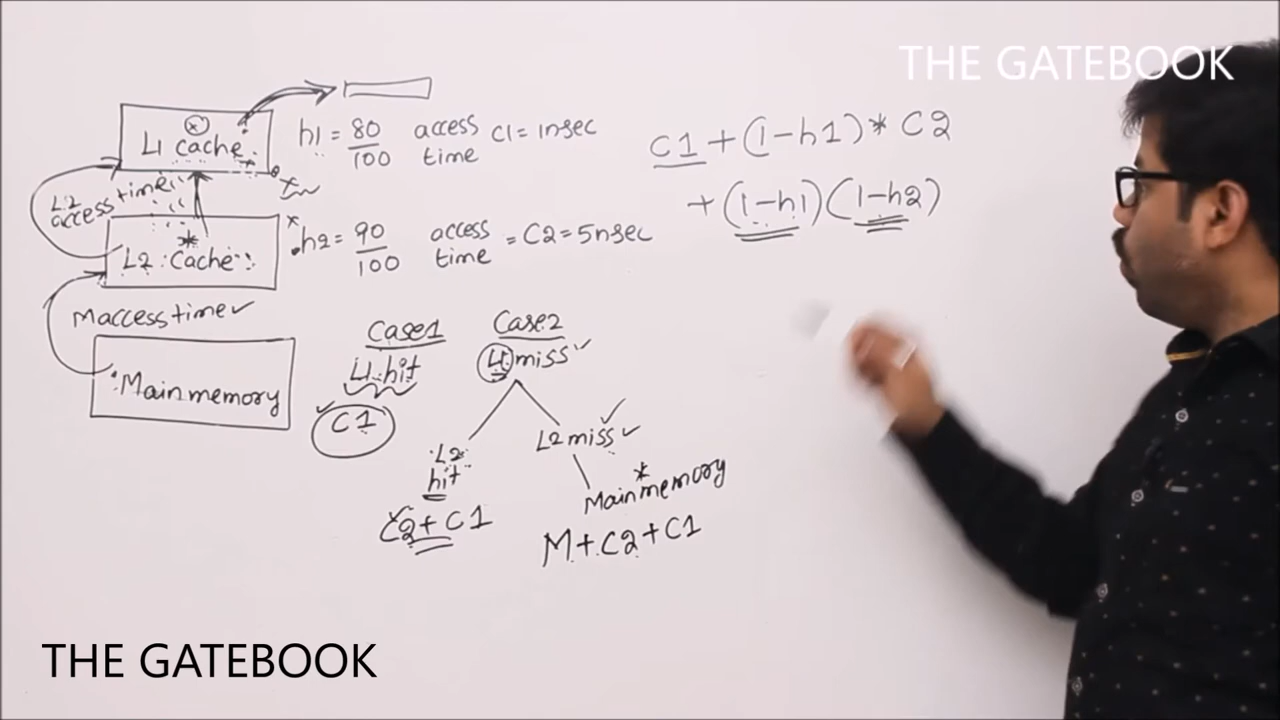 THE GATEBOOK
L1 cache
h1 = 80/100 access time C1 = 1nsec
L2 access time
L2 Cache
h2 = 90/100 access time = C2 = 5nsec
M access time ✓
Main memory
Case1
L1 hit
C1
Case2
L1 miss ✓
L2 hit
C2 + C1
L2 miss ✓
* Main memory
M + C2 + C1
C1 + (1-h1) * C2
+ (1-h1) (1-h2)
THE GATEBOOK